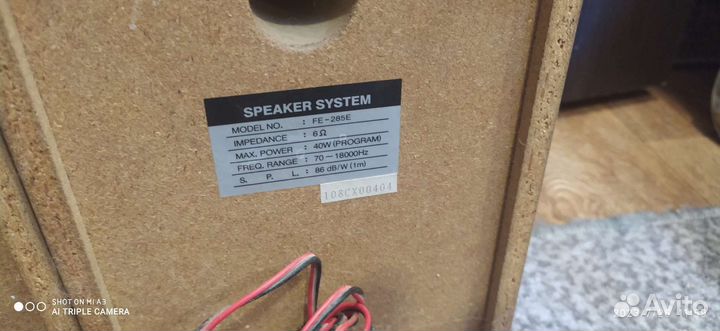 SPEAKER SYSTEM
MODEL NO. : FE-285E
IMPEDANCE : 6Ω
MAX. POWER : 40W (PROGRAM)
FREQ. RANGE : 70-18000Hz
S. P. L. : 86 dB/W (1m)
108CX00404
SHOT ON MI A3
AI TRIPLE CAMERA
Avito